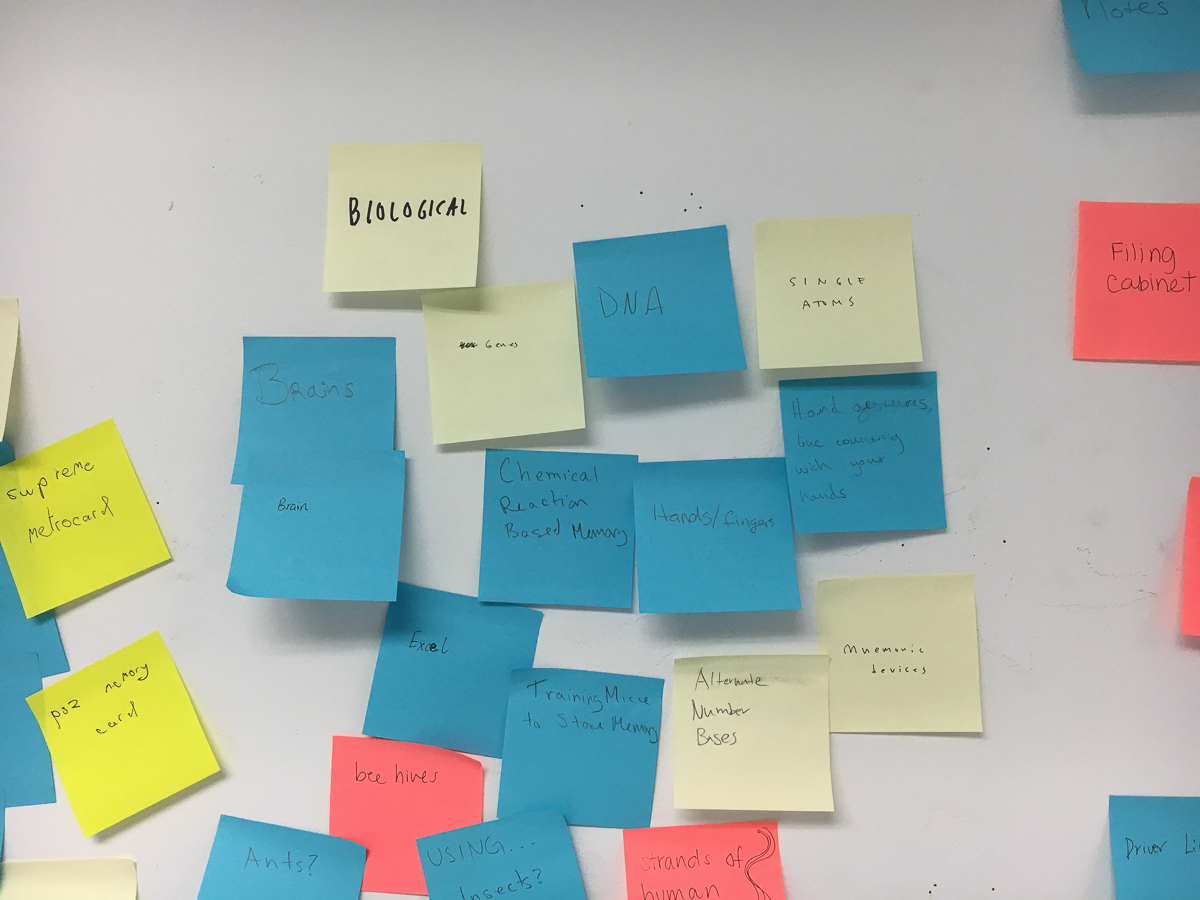 Notes
BIOLOGICAL
Genes
DNA
SINGLE
ATOMS
Filing
Cabinet
Brains
Hand gestures,
like counting
with your
hands
supreme
metrocard
Brain
Chemical
Reaction
Based Memory
Hands/fingers
Excel
Mnemonic
devices
ps2 memory
card
Training Mice
to Store Memory
Alternate
Number
Bases
bee hives
Ants?
USING...
Insects?
strands of
human
Driver Li